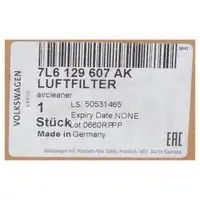 VOLKSWAGEN
7L6 129 607 AK
LUFTFILTER
aircleaner
LS: 50531465
1
Expiry Date:NONE
Stück
Lot 0660RPPP
Made in Germany
EAC